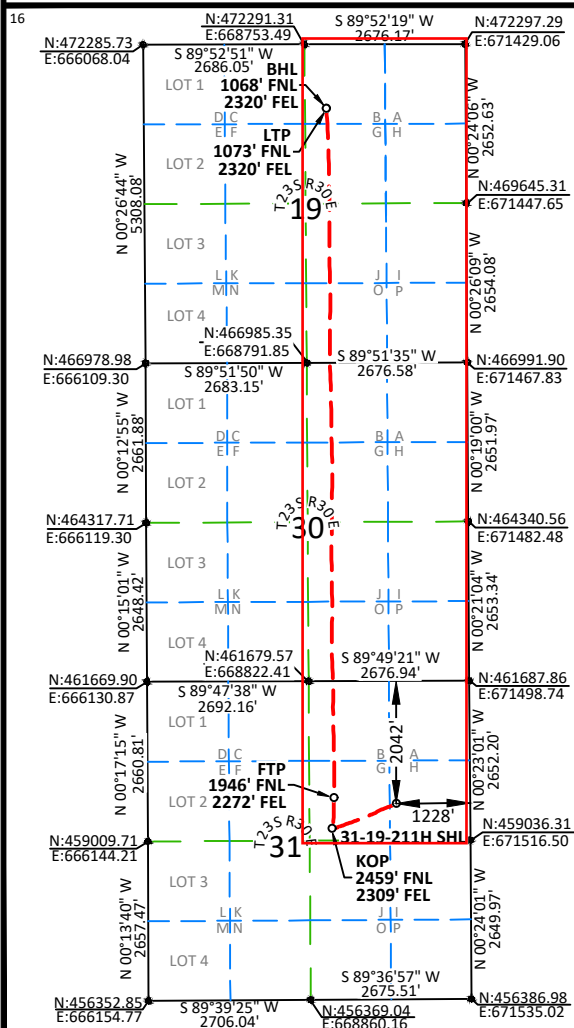 16
N:472291.31
E:668753.49
S 89°52'19" W
2676.17'
N:472297.29
E:671429.06
N:472285.73
E:666068.04
S 89°52'51" W
2686.05'
LOT 1
BHL
1068' FNL
2320' FEL
D C
E F
B A
G H
LTP
1073' FNL
2320' FEL
LOT 2
N 00°24'06" W
2652.63'
N 00°26'44" W
5308.08'
T23S R30E
19
N:469645.31
E:671447.65
LOT 3
L K
M N
J I
O P
N 00°26'09" W
2654.08'
LOT 4
N:466985.35
E:668791.85
N:466978.98
E:666109.30
S 89°51'50" W
2683.15'
S 89°51'35" W
2676.58'
N:466991.90
E:671467.83
LOT 1
N 00°12'55" W
2661.88'
D C
E F
B A
G H
N 00°19'00" W
2651.97'
LOT 2
N:464317.71
E:666119.30
T23S R30E
30
N:464340.56
E:671482.48
LOT 3
N 00°15'01" W
2648.42'
L K
M N
J I
O P
N 00°21'04" W
2653.34'
LOT 4
N:461679.57
E:668822.41
S 89°49'21" W
2676.94'
N:461669.90
E:666130.87
S 89°47'38" W
2692.16'
N:461687.86
E:671498.74
LOT 1
N 00°17'15" W
2660.81'
D C
E F
2042'
B A
G H
N 00°23'01" W
2652.20'
FTP
1946' FNL
2272' FEL
LOT 2
1228'
31-19-211H SHL
N:459009.71
E:666144.21
T23S R30E
31
N:459036.31
E:671516.50
KOP
2459' FNL
2309' FEL
LOT 3
N 00°13'40" W
2657.47'
L K
M N
J I
O P
N 00°24'01" W
2649.97'
LOT 4
S 89°36'57" W
2675.51'
N:456352.85
E:666154.77
S 89°39'25" W
2706.04'
N:456369.04
E:668860.16
N:456386.98
E:671535.02